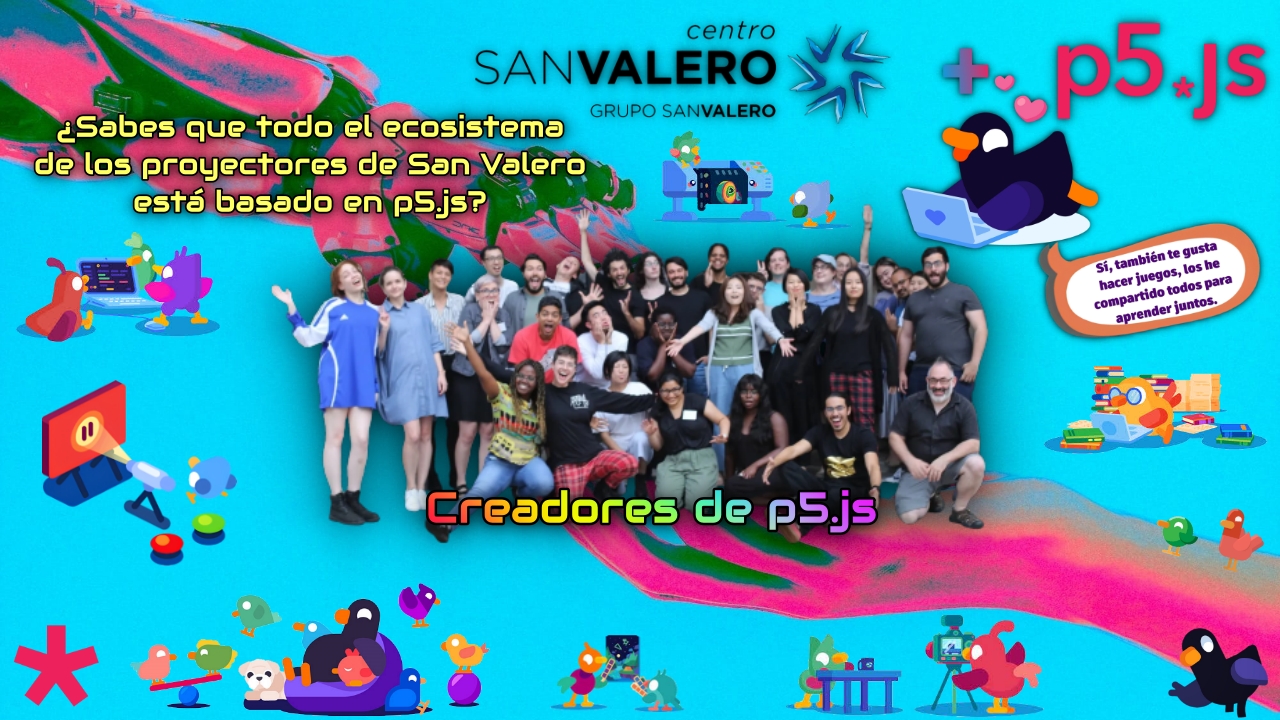 centro
SANVALERO
GRUPO SANVALERO
+ p5*js
¿Sabes que todo el ecosistema
de los proyectores de San Valero
está basado en p5.js?
Sí, también te gusta
hacer juegos, los he
compartido todos para
aprender juntos.
Creadores de p5.js
*